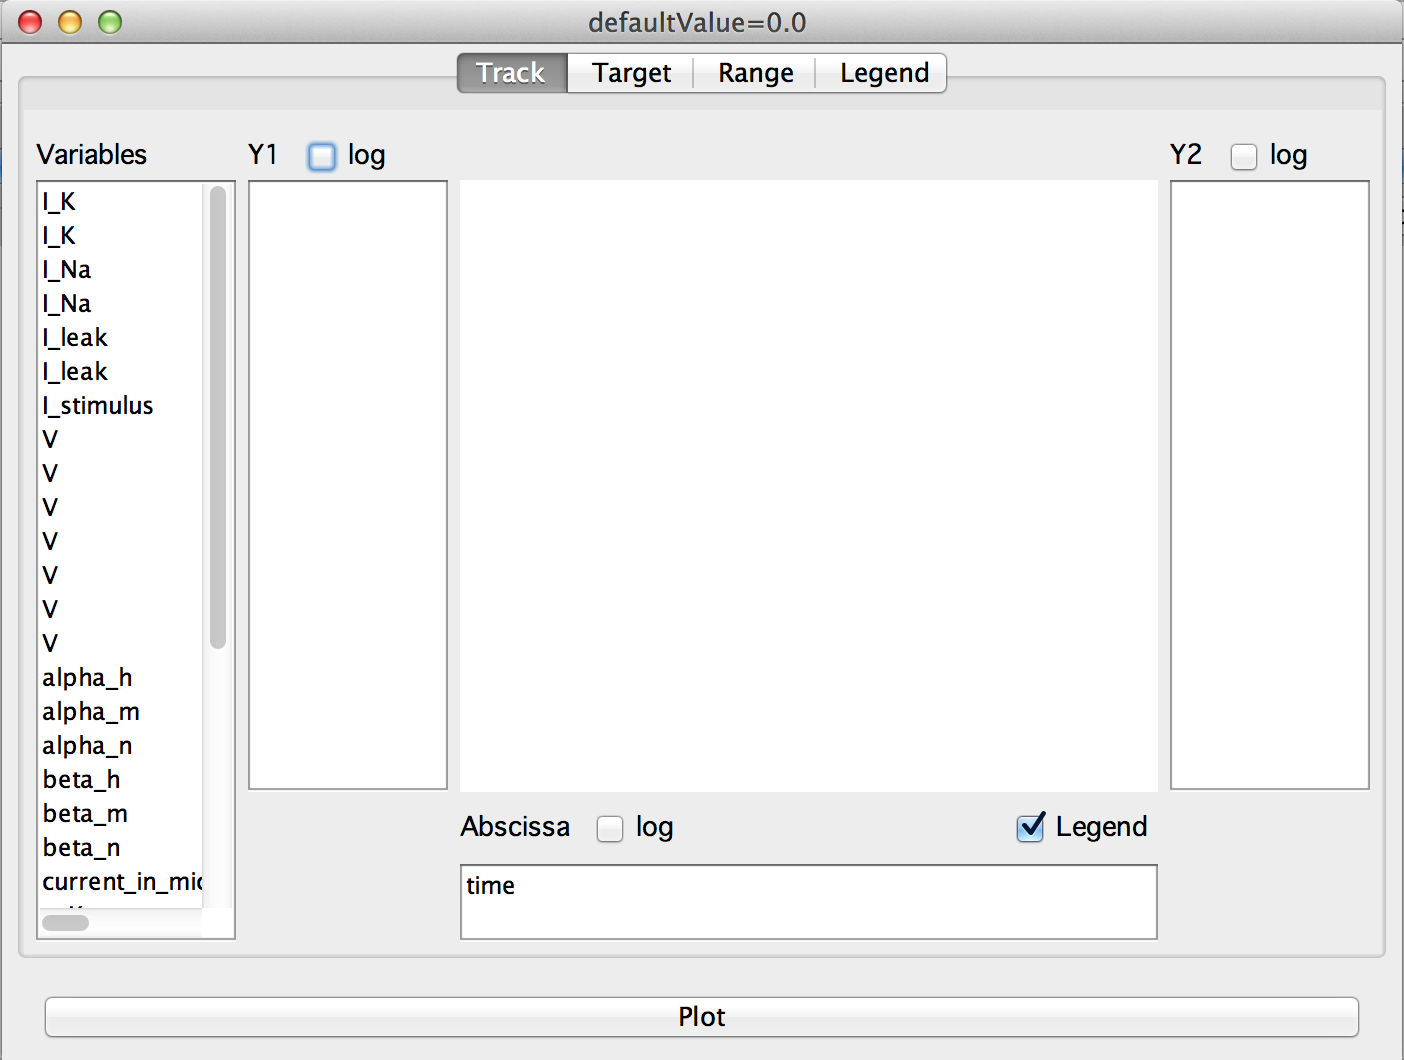 defaultValue=0.0
Track Target Range Legend
Variables Y1 log Y2 log
I_K
I_K
I_Na
I_Na
I_leak
I_leak
I_stimulus
V
V
V
V
V
V
V
alpha_h
alpha_m
alpha_n
beta_h
beta_m
beta_n
current_in_mic
Abscissa log Legend
time
Plot